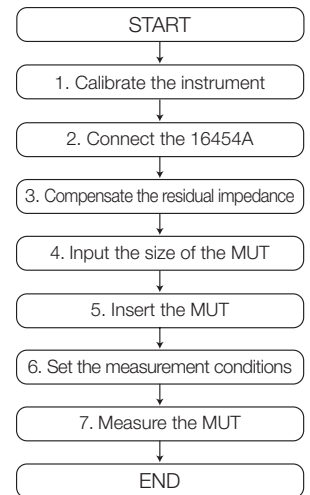 START
1. Calibrate the instrument
2. Connect the 16454A
3. Compensate the residual impedance
4. Input the size of the MUT
5. Insert the MUT
6. Set the measurement conditions
7. Measure the MUT
END